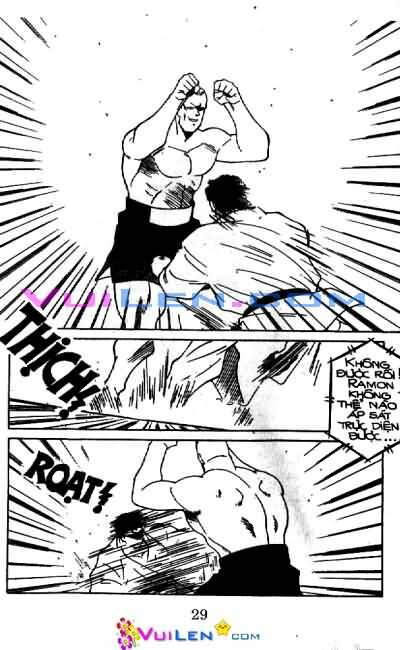 VUILEN.COM
THỊCH!
KHÔNG
ĐƯỢC RỒI!
RAMON
KHÔNG
THỂ NÀO
ÁP SÁT
TRỰC DIỆN
ĐƯỢC...
ROẠT!
29
VUILEN
.COM